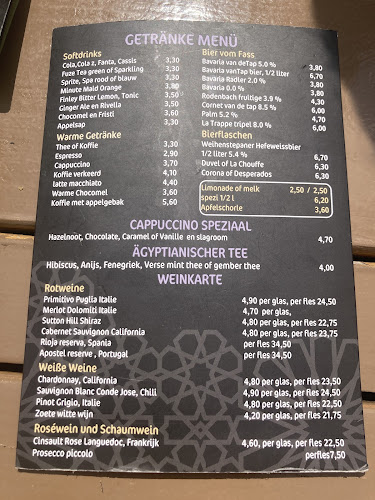 GETRÄNKE MENÜ
Softdrinks
Cola,Cola z, Fanta, Cassis 3,30
Fuze Tea green of Sparkling 3,30
Sprite, Spa rood of blauw 3,30
Minute Maid Orange 3,30
Finley Bitter Lemon, Tonic 3,50
Ginger Ale en Rivella 3,50
Chocomel en Fristi 3,60
Appelsap 3,30
Warme Getränke
Thee of Koffie 3,30
Espresso 2,90
Cappuccino 3,70
Koffie verkeerd 4,10
latte macchiato 4,40
Warme Chocomel 3,60
Koffie met appelgebak 5,60
Bier vom Fass
Bavaria van deTap 5.0 % 3,80
Bavaria vanTap bier, 1/2 liter 6,70
Bavaria Radler 2.0 % 3,80
Bavaria 0.0 % 3,80
Rodenbach fruitige 3.9 % 4,30
Cornet van de tap 8.5 % 6,00
Palm 5.2 % 4,70
La Trappe tripel 8.0 % 6,00
Bierflaschen
Weihenstepaner Hefeweissbier
1/2 liter 5.4 % 6,70
Duvel of La Chouffe 6,30
Corona of Desperados 6,30
Limonade of melk 2,50 / 2,50
spezi 1/2 l 6,20
Apfelschorle 3,60
CAPPUCCINO SPEZIAAL
Hazelnoot, Chocolate, Caramel of Vanille en slagroom 4,70
ÄGYPTIANISCHER TEE
Hibiscus, Anijs, Fenegriek, Verse mint thee of gember thee 4,00
WEINKARTE
Rotweine
Primitivo Puglia Italie 4,90 per glas, per fles 24,50
Merlot Dolomiti Italie 4,70 per glas,
Sutton Hill Shiraz 4,80 per glas, per fles 22,75
Cabernet Sauvignon California 4,80 per glas, per fles 23,75
Rioja reserva, Spania per fles 34,50
Apostel reserve , Portugal per fles 34,50
Weiße Weine
Chardonnay, California 4,80 per glas, per fles 23,50
Sauvignon Blanc Conde Jose, Chili 4,90 per glas, per fles 24,50
Pinot Grigio, Italie 4,80 per glas, per fles 22,50
Zoete witte wijn 4,20 per glas, per fles 21,75
Roséwein und Schaumwein
Cinsault Rose Languedoc, Frankrijk 4,60, per glas, per fles 22,50
Prosecco piccolo perfles7,50